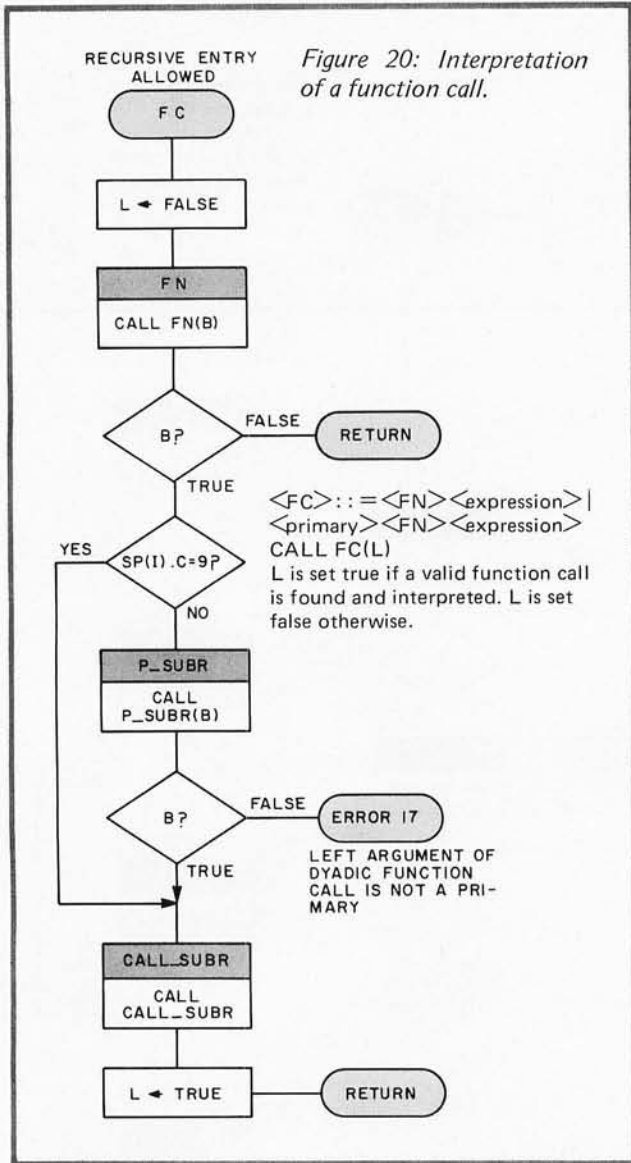 RECURSIVE ENTRY
ALLOWED
Figure 20: Interpretation
of a function call.
FC
L ← FALSE
FN
CALL FN(B)
B?
FALSE
RETURN
TRUE
<FC>::=<FN><expression>|
<primary><FN><expression>
CALL FC(L)
L is set true if a valid function call
is found and interpreted. L is set
false otherwise.
YES
SP(I).C=9?
NO
P_SUBR
CALL
P_SUBR(B)
B?
FALSE
ERROR 17
LEFT ARGUMENT OF
DYADIC FUNCTION
CALL IS NOT A PRI-
MARY
TRUE
CALL_SUBR
CALL
CALL_SUBR
L ← TRUE
RETURN